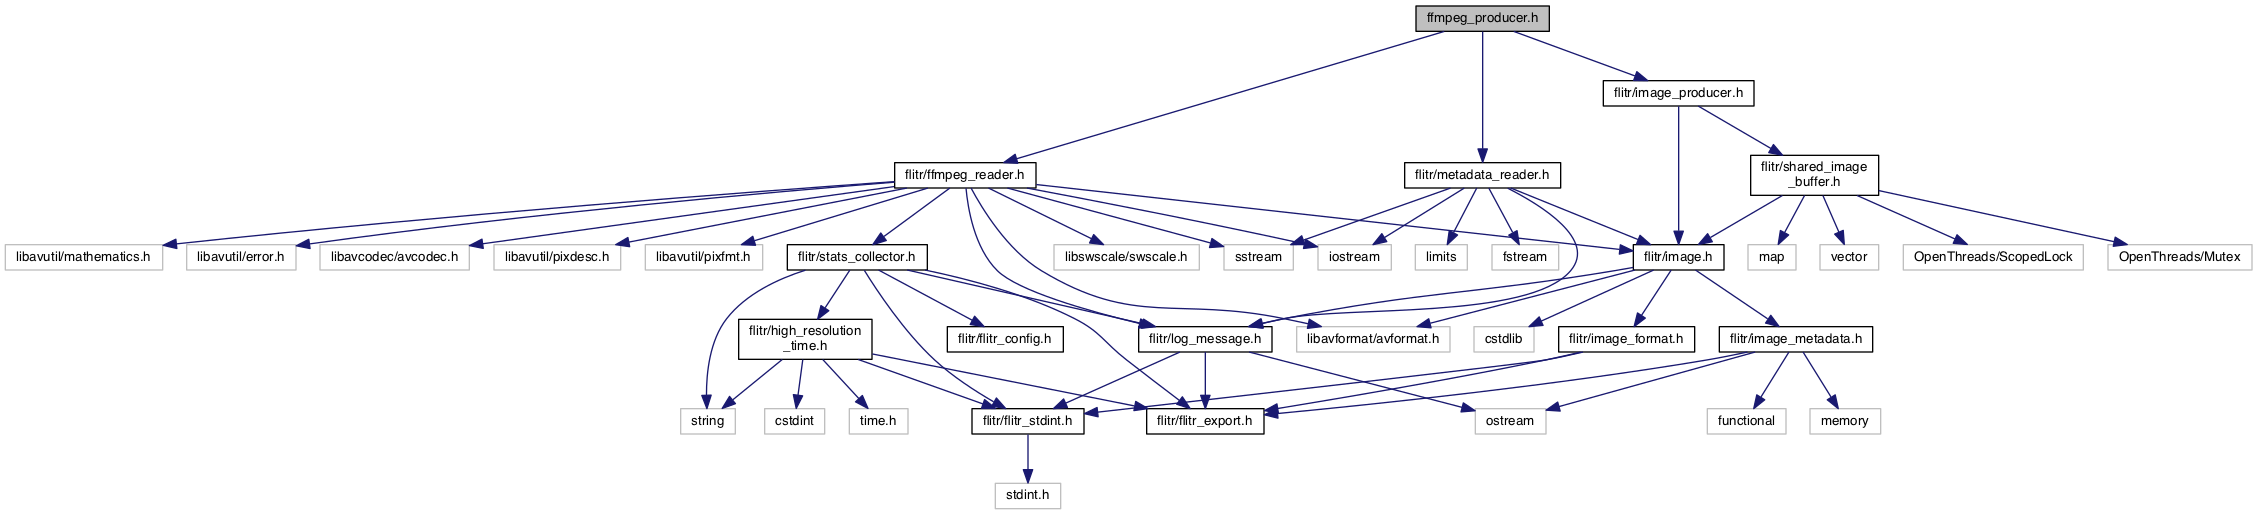 ffmpeg_producer.h
flitr/image_producer.h
flitr/ffmpeg_reader.h
flitr/metadata_reader.h
flitr/shared_image
_buffer.h
libavutil/mathematics.h
libavutil/error.h
libavcodec/avcodec.h
libavutil/pixdesc.h
libavutil/pixfmt.h
flitr/stats_collector.h
libswscale/swscale.h
sstream
iostream
limits
fstream
flitr/image.h
map
vector
OpenThreads/ScopedLock
OpenThreads/Mutex
flitr/high_resolution
_time.h
flitr/flitr_config.h
flitr/log_message.h
libavformat/avformat.h
cstdlib
flitr/image_format.h
flitr/image_metadata.h
string
cstdint
time.h
flitr/flitr_stdint.h
flitr/flitr_export.h
ostream
functional
memory
stdint.h